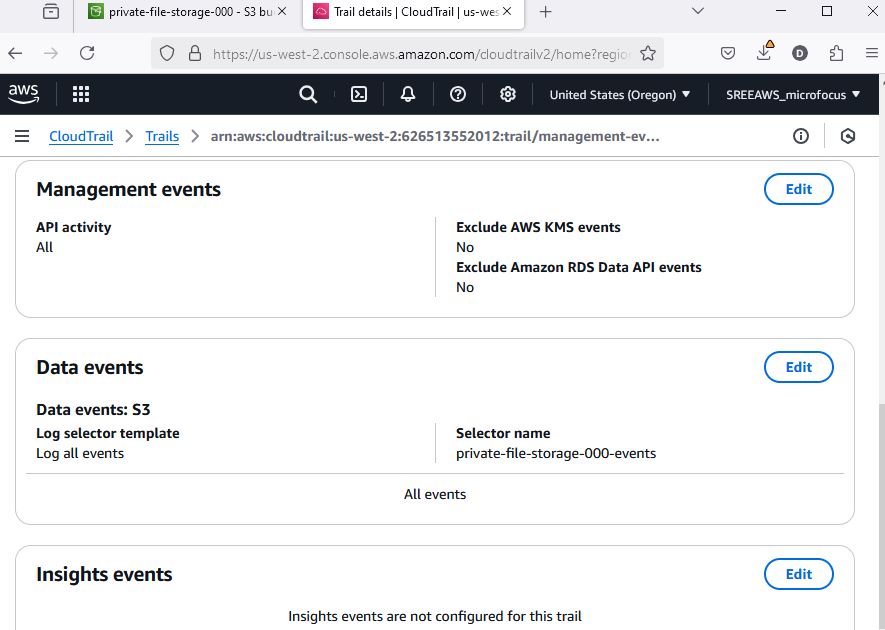 private-file-storage-000 - S3 bu
Trail details | CloudTrail | us-wes
https://us-west-2.console.aws.amazon.com/cloudtrailv2/home?regio
D
aws
United States (Oregon)
SREEAWS_microfocus
CloudTrail
Trails
arn:aws:cloudtrail:us-west-2:626513552012:trail/management-ev...
Management events
Edit
API activity
All
Exclude AWS KMS events
No
Exclude Amazon RDS Data API events
No
Data events
Edit
Data events: S3
Log selector template
Log all events
Selector name
private-file-storage-000-events
All events
Insights events
Edit
Insights events are not configured for this trail